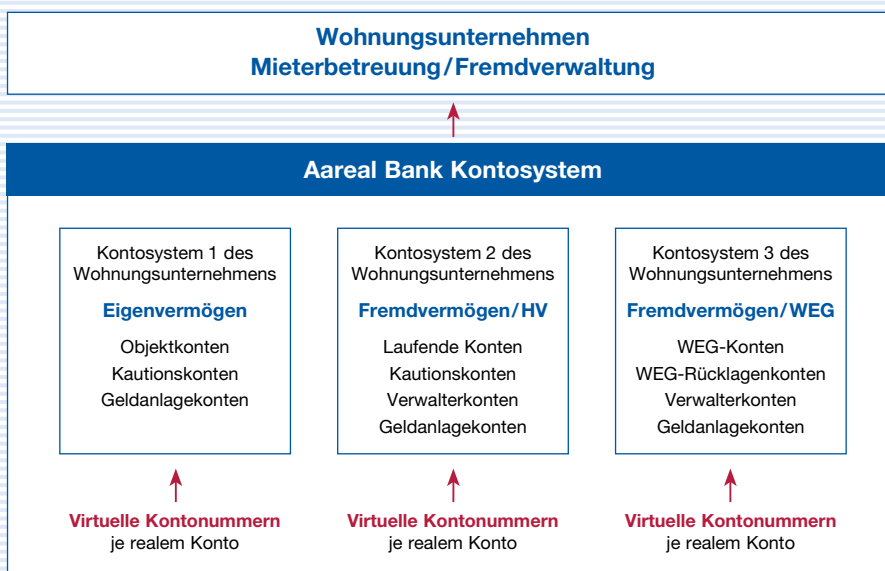 Wohnungsunternehmen
Mieterbetreuung/Fremdverwaltung
Aareal Bank Kontosystem
Kontosystem 1 des
Wohnungsunternehmens
Eigenvermögen
Objektkonten
Kautionskonten
Geldanlagekonten
Kontosystem 2 des
Wohnungsunternehmens
Fremdvermögen/HV
Laufende Konten
Kautionskonten
Verwalterkonten
Geldanlagekonten
Kontosystem 3 des
Wohnungsunternehmens
Fremdvermögen/WEG
WEG-Konten
WEG-Rücklagenkonten
Verwalterkonten
Geldanlagekonten
Virtuelle Kontonummern
je realem Konto
Virtuelle Kontonummern
je realem Konto
Virtuelle Kontonummern
je realem Konto